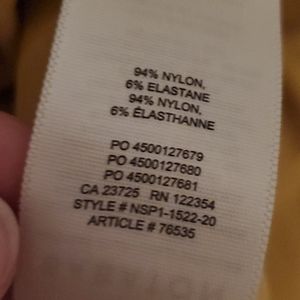 94% NYLON,
6% ELASTANE
94% NYLON,
6% ÉLASTHANNE
PO 4500127679
PO 4500127680
PO 4500127681
CA 23725 RN 122354
STYLE # NSP1-1522-20
ARTICLE # 76535